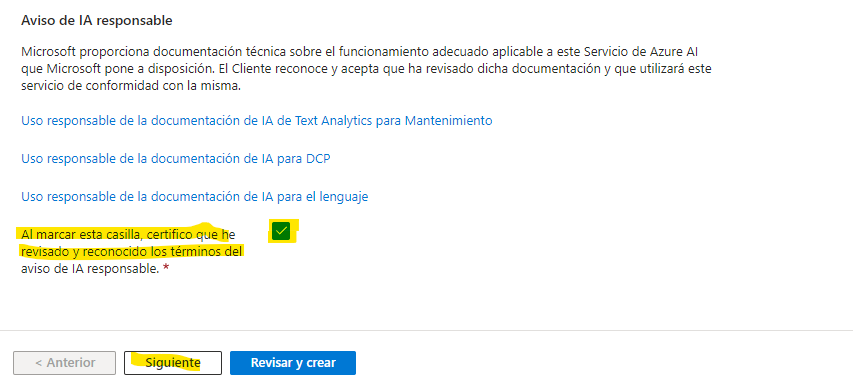 Aviso de IA responsable
Microsoft proporciona documentación técnica sobre el funcionamiento adecuado aplicable a este Servicio de Azure AI
que Microsoft pone a disposición. El Cliente reconoce y acepta que ha revisado dicha documentación y que utilizará este
servicio de conformidad con la misma.
Uso responsable de la documentación de IA de Text Analytics para Mantenimiento
Uso responsable de la documentación de IA para DCP
Uso responsable de la documentación de IA para el lenguaje
Al marcar esta casilla, certifico que he
revisado y reconocido los términos del
aviso de IA responsable. *
< Anterior
Siguiente
Revisar y crear